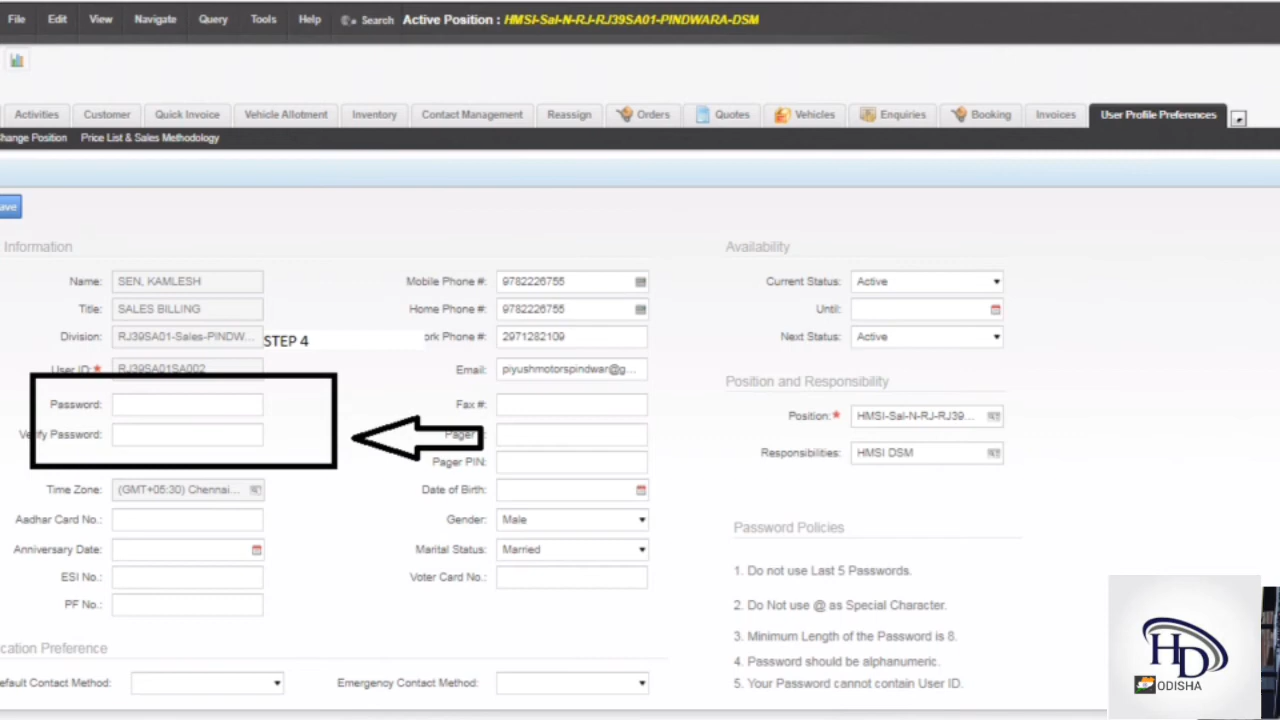 File Edit View Navigate Query Tools Help Search Active Position : HMSI-Sal-N-RJ-RJ39SA01-PINDWARA-DSM
Activities Customer Quick Invoice Vehicle Allotment Inventory Contact Management Reassign Orders Quotes Vehicles Enquiries Booking Invoices User Profile Preferences
hange Position Price List & Sales Methodology
ave
Information Availability
Name: SEN, KAMLESH Mobile Phone #: 9782226755 Current Status: Active
Title: SALES BILLING Home Phone #: 9782226755 Until:
Division: RJ39SA01-Sales-PINDW... STEP 4 ork Phone #: 2971282109 Next Status: Active
User ID:* RJ39SA01SA002 Email: piyushmotorspindwar@g...
Position and Responsibility
Password: Fax #: Position:* HMSI-Sal-N-RJ-RJ39...
Verify Password: Pager
Pager PIN: Responsibilities: HMSI DSM
Time Zone: (GMT+05:30) Chennai... Date of Birth:
Aadhar Card No.: Gender: Male
Password Policies
Anniversary Date: Marital Status: Married
ESI No.: Voter Card No.: 1. Do not use Last 5 Passwords.
PF No.: 2. Do Not use @ as Special Character.
3. Minimum Length of the Password is 8.
cation Preference
4. Password should be alphanumeric.
efault Contact Method: Emergency Contact Method: 5. Your Password cannot contain User ID.
HD
ODISHA